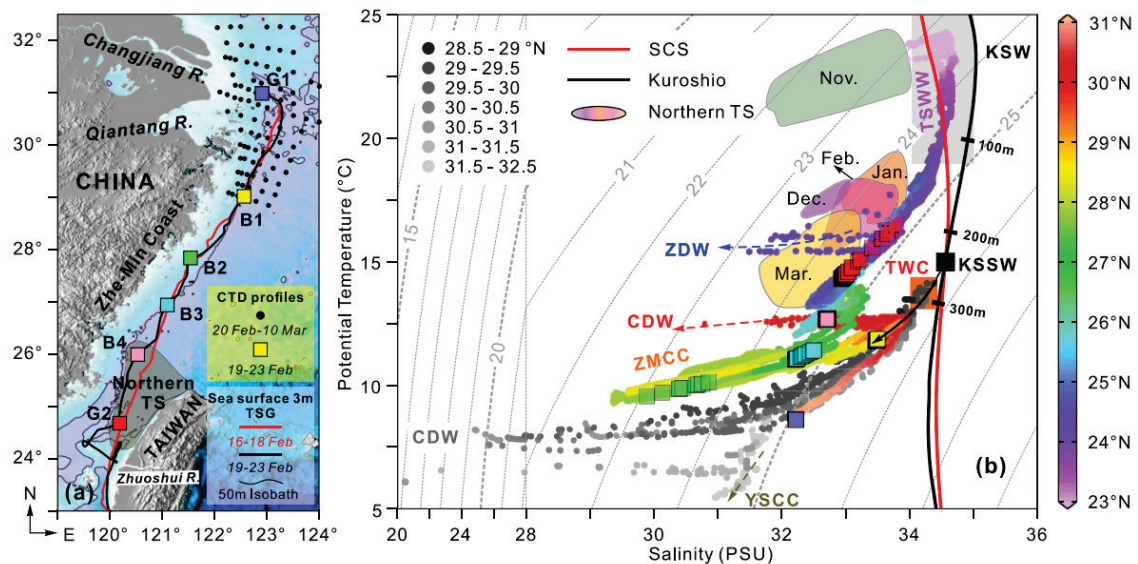 32°
30°
28°
26°
24°
N
E
120°
121°
122°
123°
124°
Changjiang R.
G1
Qiantang R.
CHINA
B1
Zhe-Min Coast
B2
B3
B4
Northern
TS
G2
TAIWAN
Zhuoshui R.
(a)
CTD profiles
20 Feb-10 Mar
19-23 Feb
Sea surface 3m
TSG
16-18 Feb
19-23 Feb
50m Isobath
Potential Temperature (°C)
25
20
15
10
5
20
24
28
30
31
32
33
34
35
36
Salinity (PSU)
28.5 - 29 °N
29 - 29.5
29.5 - 30
30 - 30.5
30.5 - 31
31 - 31.5
31.5 - 32.5
SCS
Kuroshio
Northern TS
Nov.
KSW
TSWW
21
22
23
24
25
15
20
100m
Feb.
Jan.
Dec.
ZDW
Mar.
200m
TWC
KSSW
300m
CDW
ZMCC
CDW
YSCC
(b)
31°N
30°N
29°N
28°N
27°N
26°N
25°N
24°N
23°N